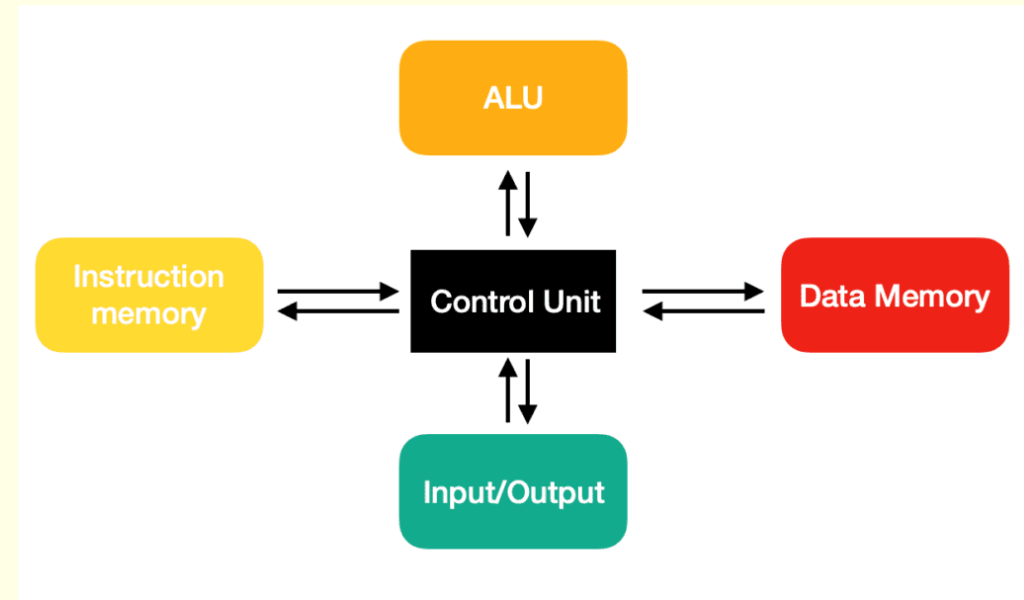 ALU
Instruction
memory
Control Unit
Data Memory
Input/Output